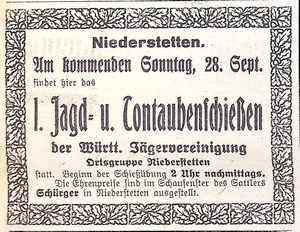 Niederstetten.
Am kommenden Sonntag, 28. Sept.
findet hier das
1. Jagd- u. Tontaubenschießen
der Württ. Jägervereinigung
Ortsgruppe Niederstetten
statt. Beginn der Schießübung 2 Uhr nachmittags.
Die Ehrenpreise sind im Schaufenster des Sattlers
Schürger in Niederstetten ausgestellt.